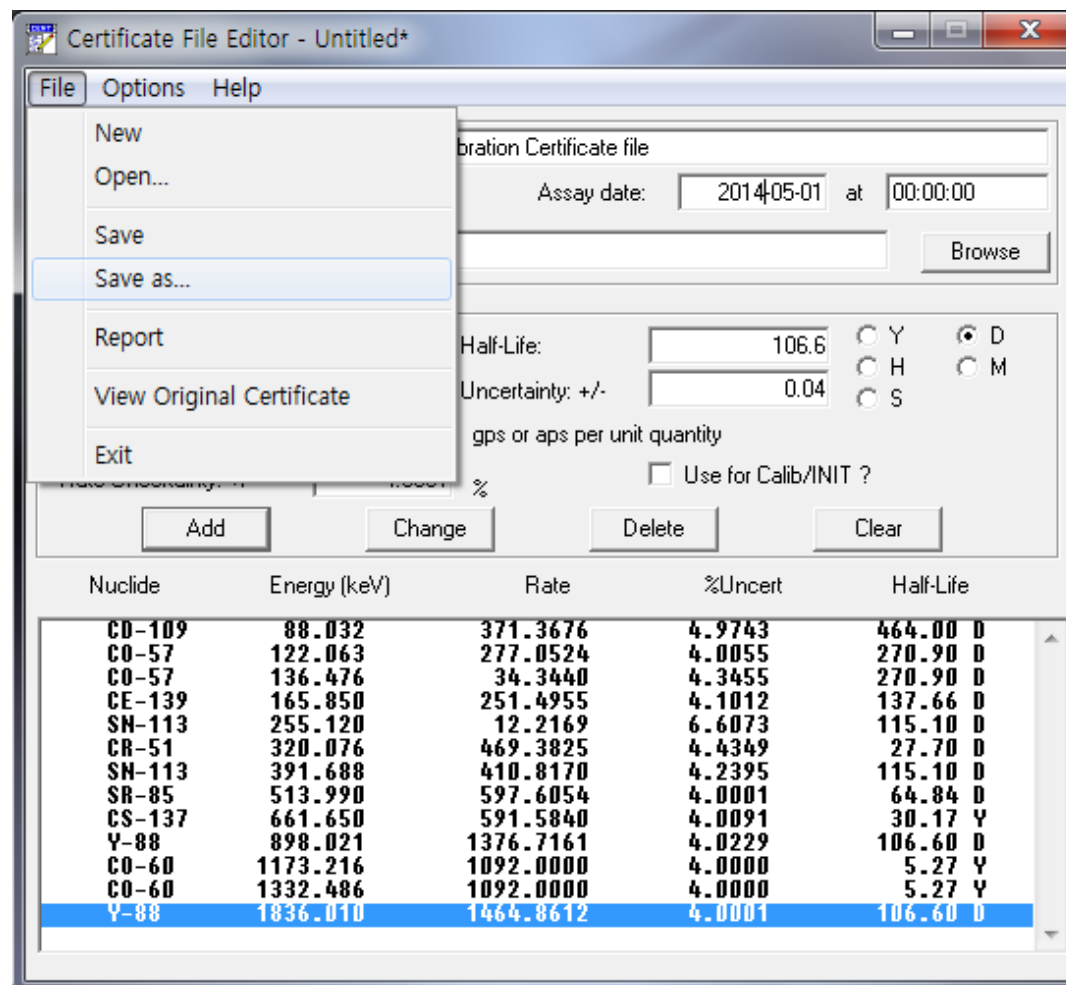 Certificate File Editor - Untitled*
File Options Help
New
Open...
Save
Save as...
Report
View Original Certificate
Exit
bration Certificate file
Assay date: 2014-05-01 at 00:00:00
Browse
Half-Life: 106.6 Y D
H M
Uncertainty: +/- 0.04 S
gps or aps per unit quantity
% Use for Calib/INIT ?
Add Change Delete Clear
Nuclide Energy (keV) Rate %Uncert Half-Life
CD-109 88.032 371.3676 4.9743 464.00 D
CO-57 122.063 277.0524 4.0055 270.90 D
CO-57 136.476 34.3440 4.3455 270.90 D
CE-139 165.850 251.4955 4.1012 137.66 D
SN-113 255.120 12.2169 6.6073 115.10 D
CR-51 320.076 469.3825 4.4349 27.70 D
SN-113 391.688 410.8170 4.2395 115.10 D
SR-85 513.990 597.6054 4.0001 64.84 D
CS-137 661.650 591.5840 4.0091 30.17 Y
Y-88 898.021 1376.7161 4.0229 106.60 D
CO-60 1173.216 1092.0000 4.0000 5.27 Y
CO-60 1332.486 1092.0000 4.0000 5.27 Y
Y-88 1836.010 1464.8612 4.0001 106.60 D